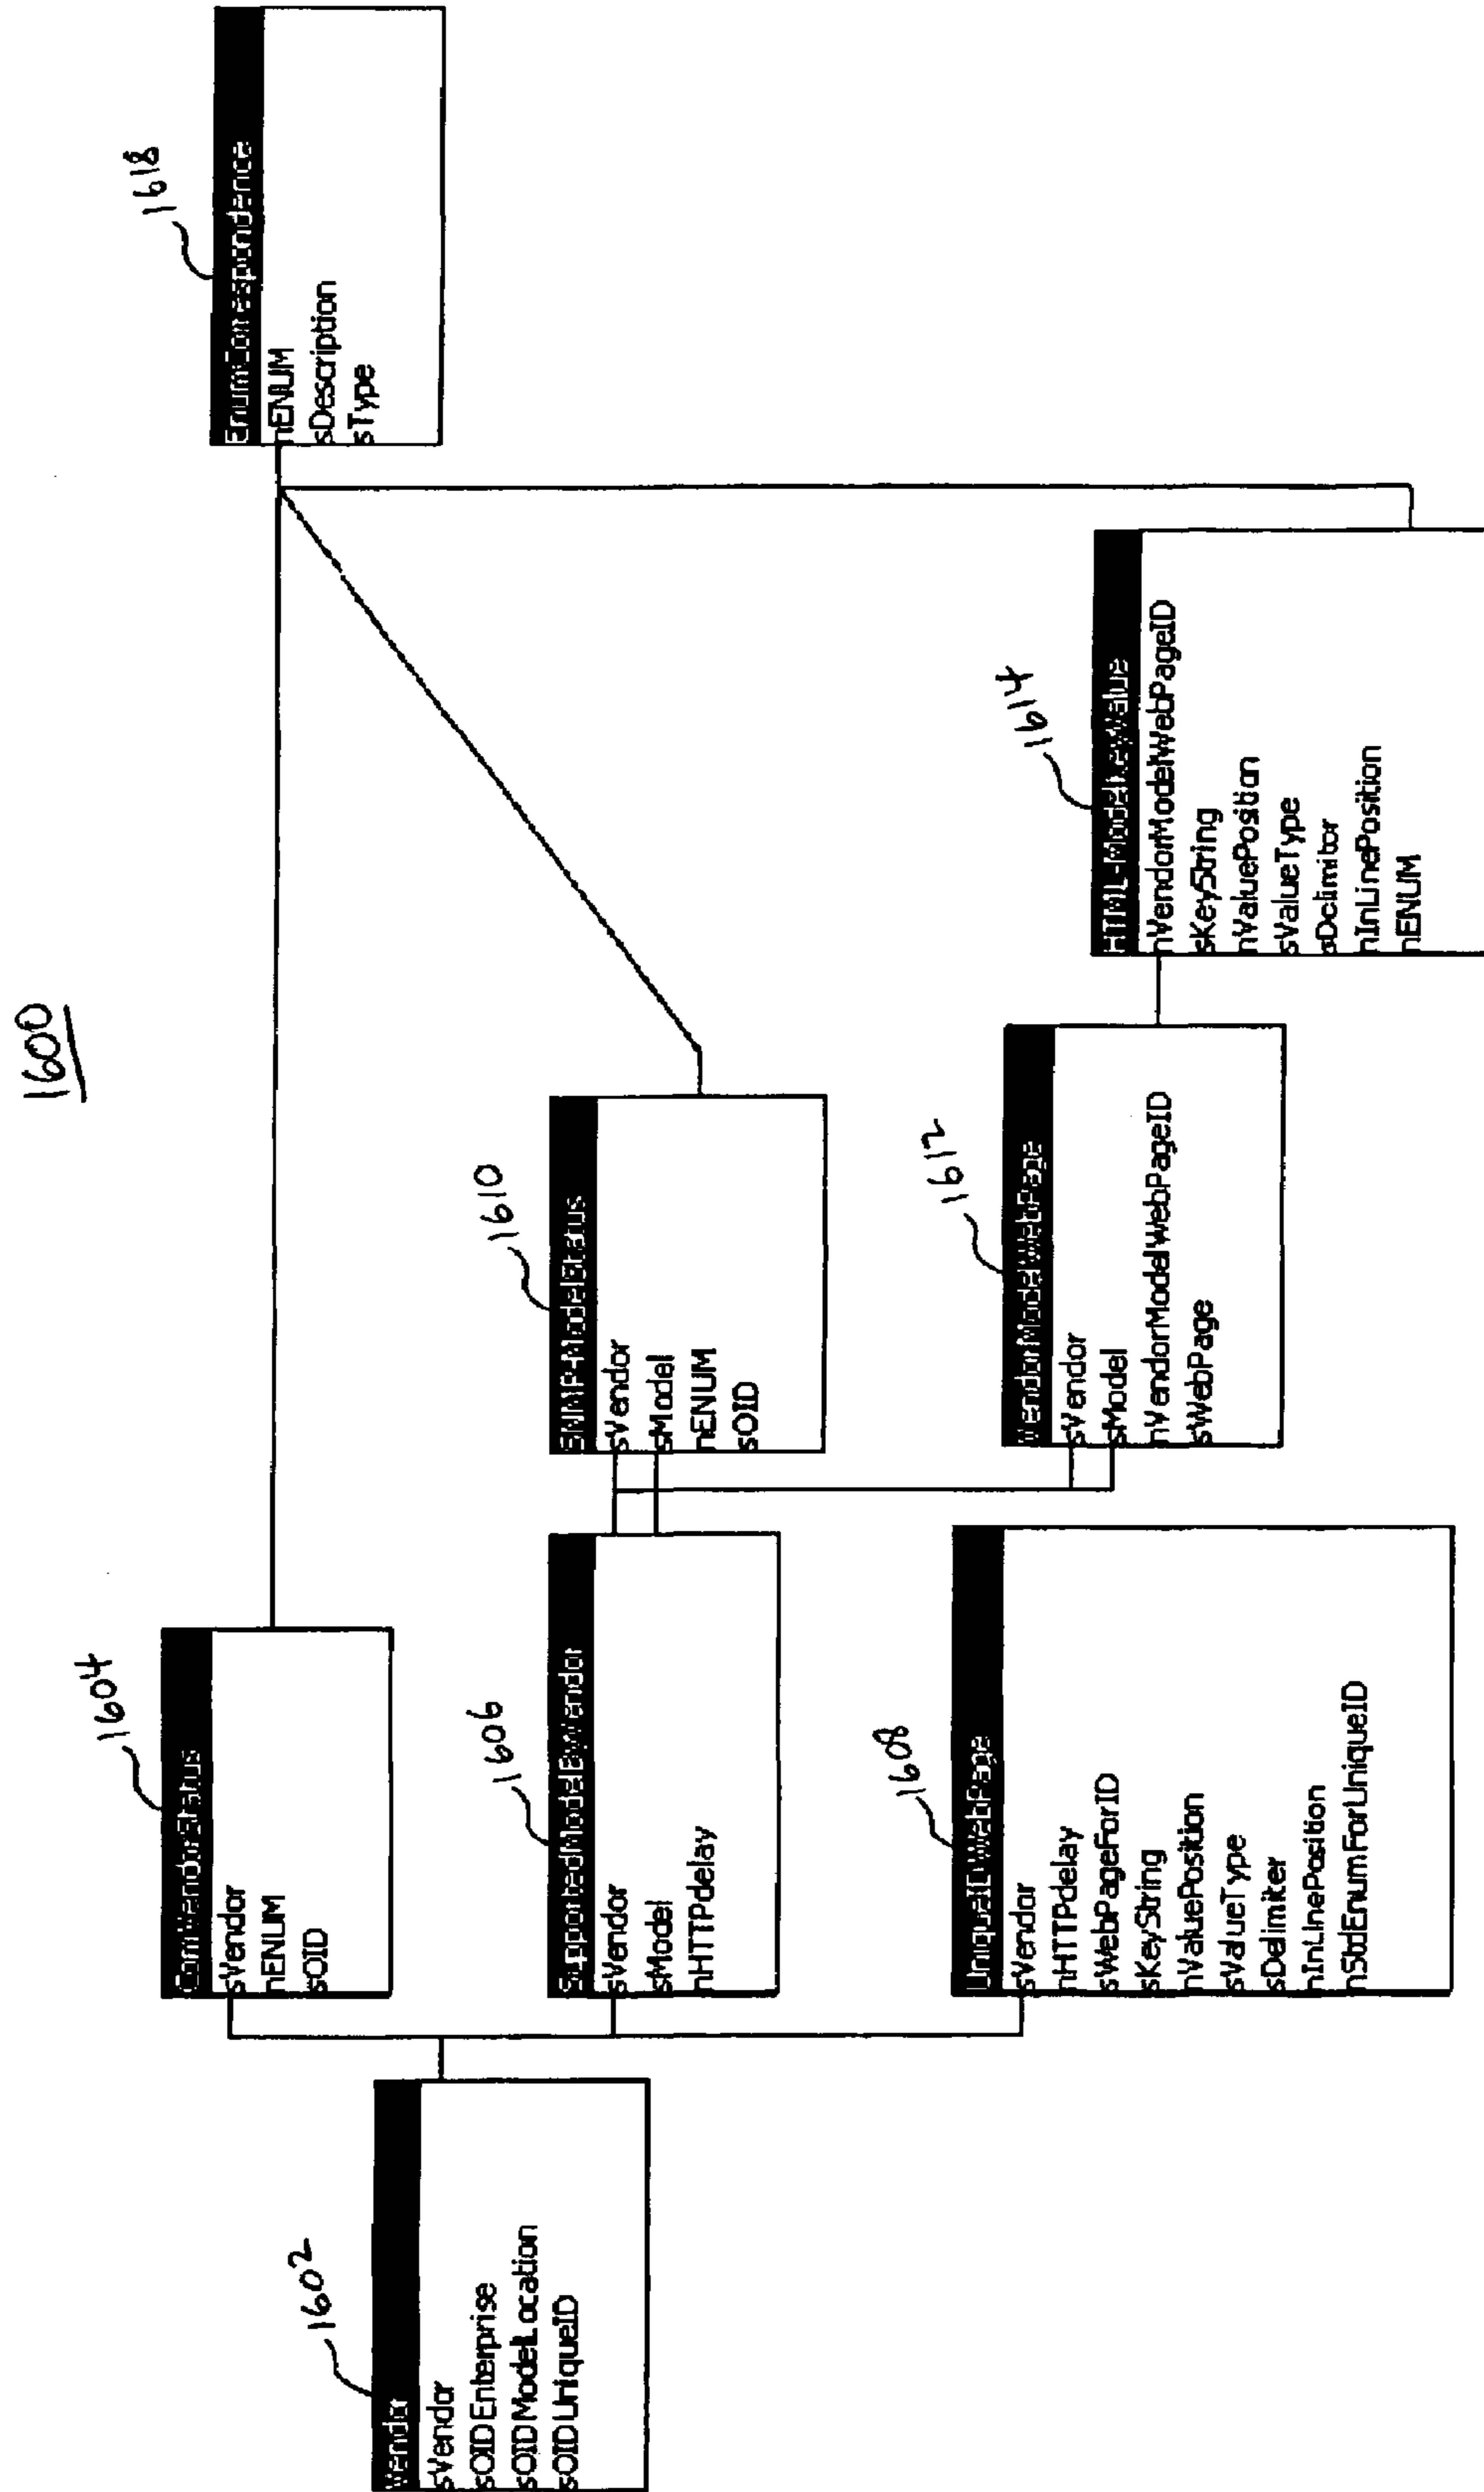 1600
1602
Vendor
sVendor
sOIDEnterprise
sOIDModelLocation
sOIDUniqueID
1604
ComVendorStatus
sVendor
nENUM
sOID
1606
SupportedModelByVendor
sVendor
sModel
nHTTPdelay
1608
UniqueIDWebPage
sVendor
nHTTPdelay
sWebPageForID
sKeyString
nValuePosition
sValueType
sDelimiter
nInLinePosition
nStdEnumForUniqueID
1610
SNMPModelStatus
sVendor
sModel
nENUM
sOID
1612
VendorModelWebPage
sVendor
sModel
nVendorModelWebPageID
sWebPage
1614
HTMLModelKeyValue
nVendorModelWebPageID
sKeyString
nValuePosition
sValueType
sDelimitor
nInLinePosition
nENUM
1618
EnumCorrespondence
nENUM
sDescription
sType